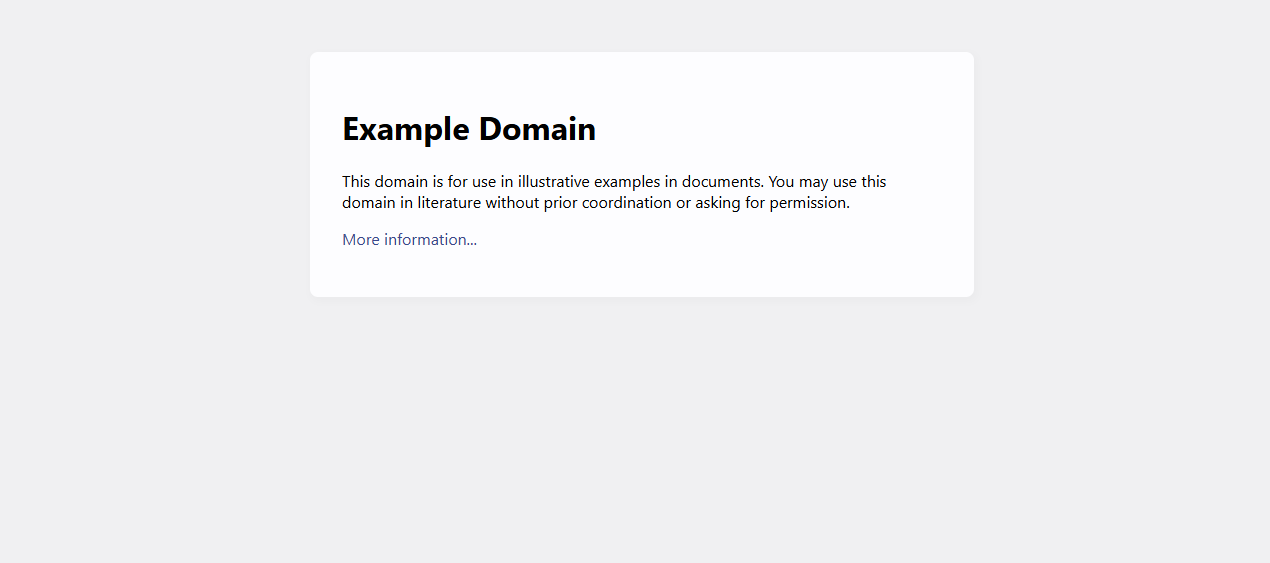 Example Domain
This domain is for use in illustrative examples in documents. You may use this
domain in literature without prior coordination or asking for permission.
More information...